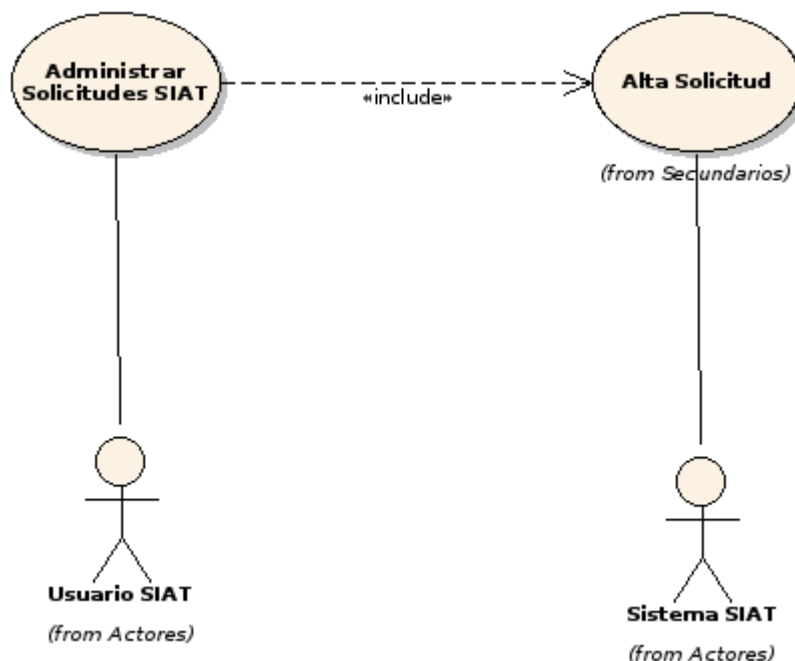 Administrar
Solicitudes SIAT
«include»
Alta Solicitud
(from Secundarios)
Usuario SIAT
(from Actores)
Sistema SIAT
(from Actores)